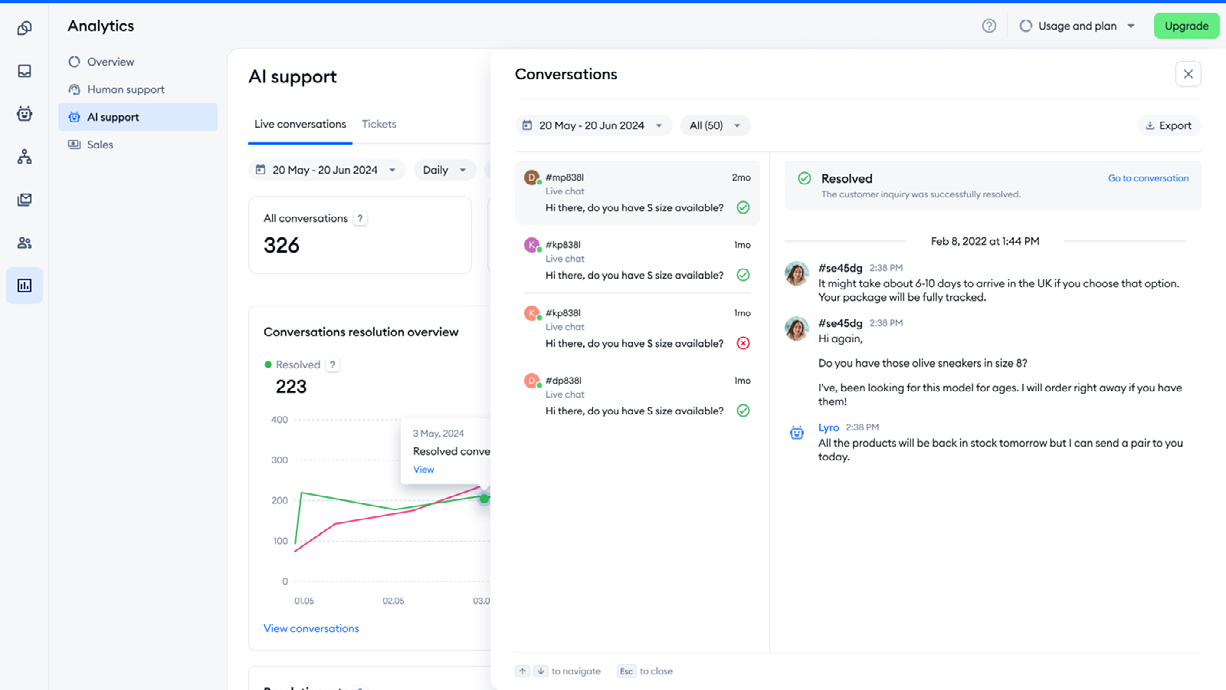 Analytics
Usage and plan
Upgrade
Overview
Human support
AI support
Sales
AI support
Live conversations
Tickets
20 May - 20 Jun 2024
Daily
All conversations ?
326
Conversations resolution overview
Resolved ?
223
400
300
200
100
0
01.05
02.05
03.0
3 May, 2024
Resolved conve
View
View conversations
Conversations
20 May - 20 Jun 2024
All (50)
Export
D #mp838l 2mo
Live chat
Hi there, do you have S size available?
K #kp838l 1mo
Live chat
Hi there, do you have S size available?
K #kp838l 1mo
Live chat
Hi there, do you have S size available?
D #dp838l 1mo
Live chat
Hi there, do you have S size available?
Resolved
Go to conversation
The customer inquiry was successfully resolved.
Feb 8, 2022 at 1:44 PM
#se45dg 2:38 PM
It might take about 6-10 days to arrive in the UK if you choose that option.
Your package will be fully tracked.
#se45dg 2:38 PM
Hi again,
Do you have those olive sneakers in size 8?
I've, been looking for this model for ages. I will order right away if you have
them!
Lyro 2:38 PM
All the products will be back in stock tomorrow but I can send a pair to you
today.
↑ ↓ to navigate Esc to close